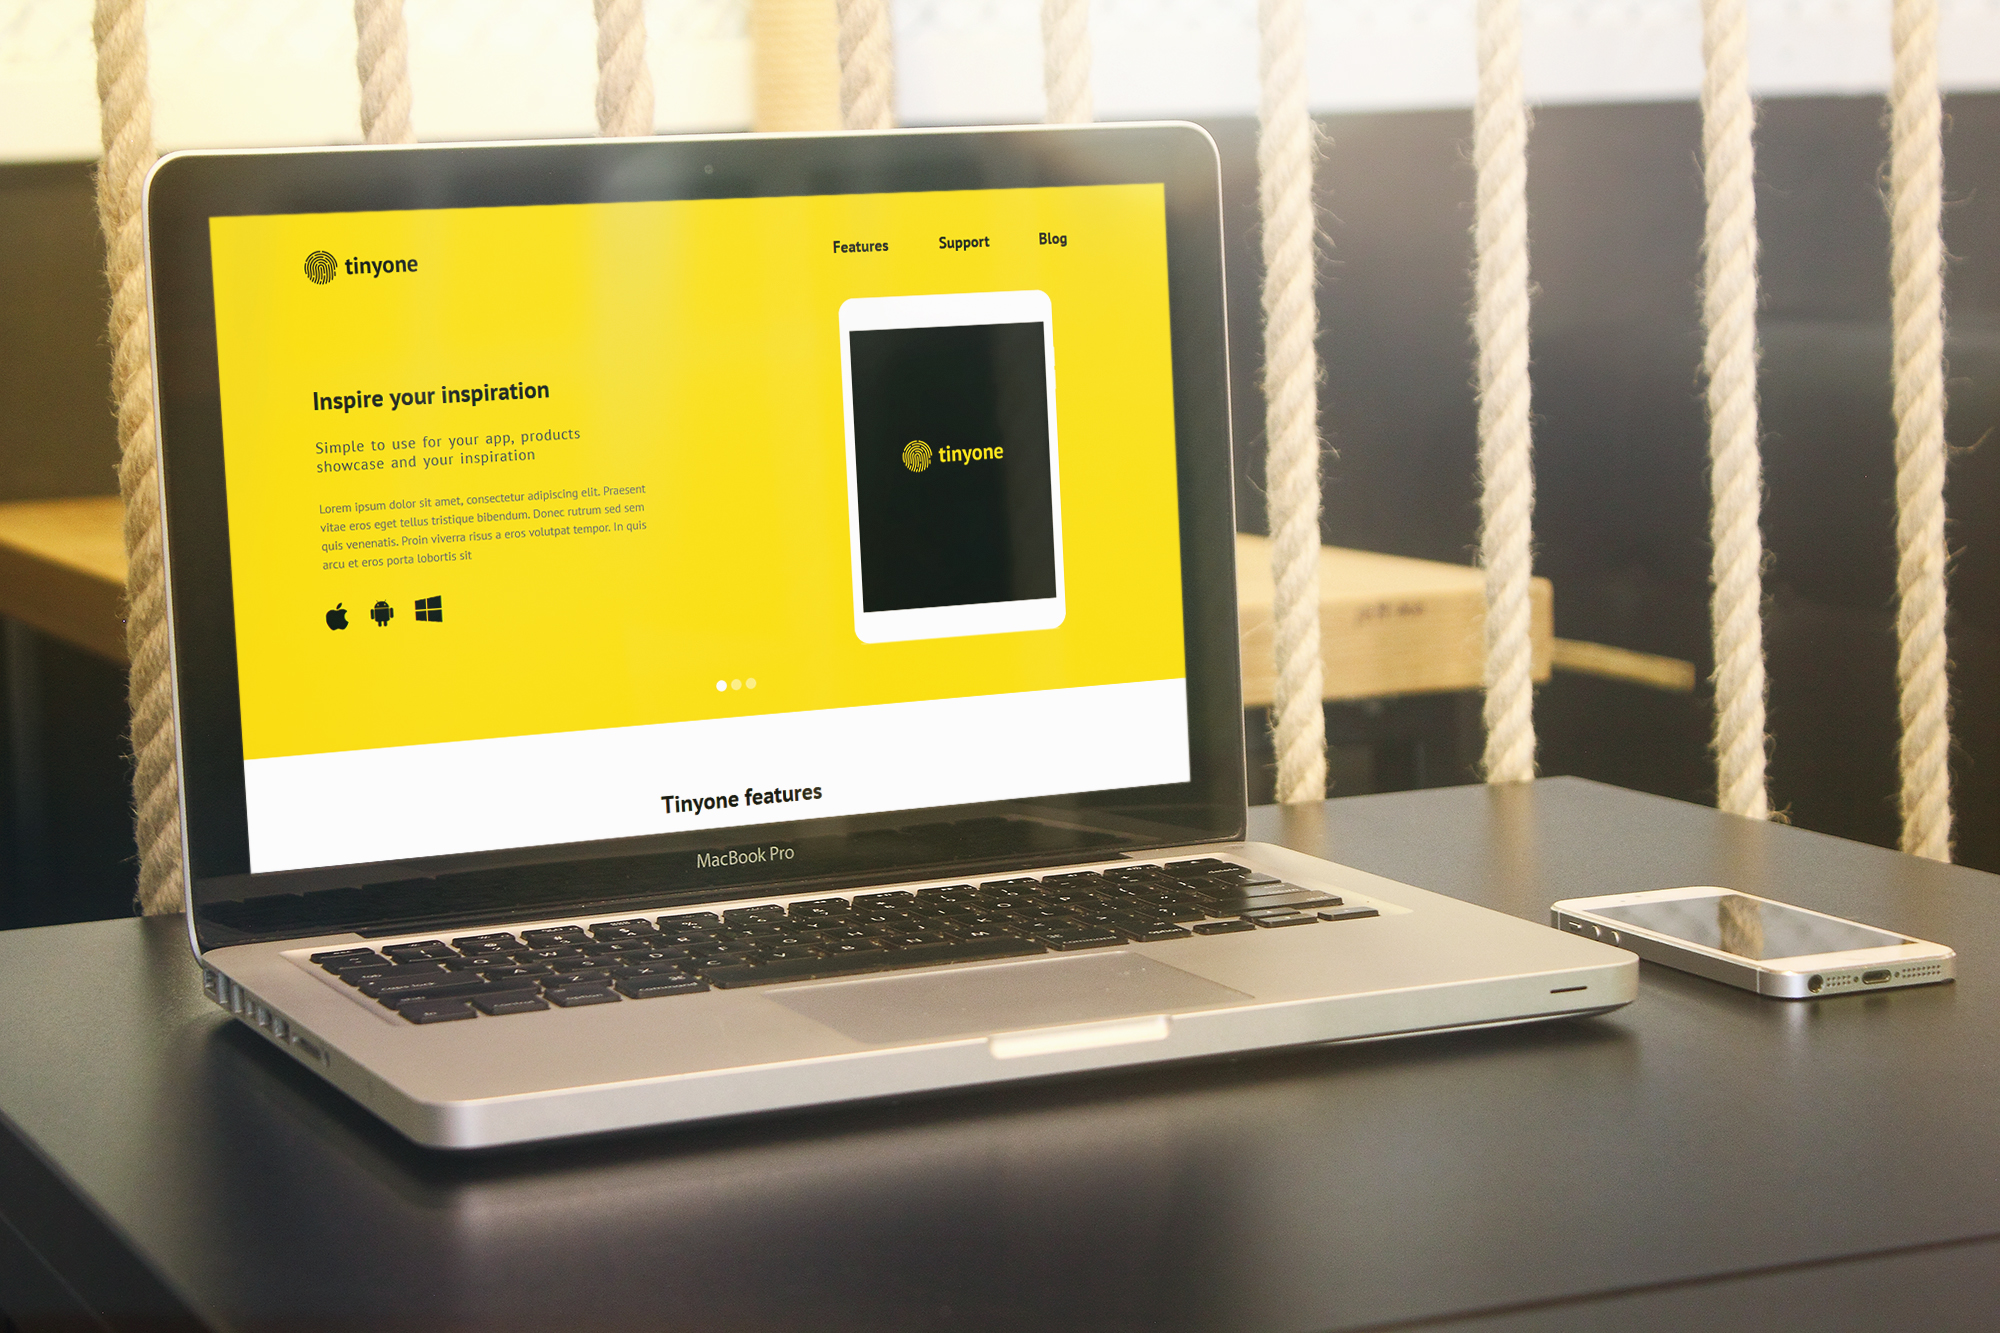 tinyone
Features
Support
Blog
Inspire your inspiration
Simple to use for your app, products
showcase and your inspiration
Lorem ipsum dolor sit amet, consectetur adipiscing elit. Praesent
vitae eros eget tellus tristique bibendum. Donec rutrum sed sem
quis venenatis. Proin viverra risus a eros volutpat tempor. In quis
arcu et eros porta lobortis sit
tinyone
Tinyone features
MacBook Pro